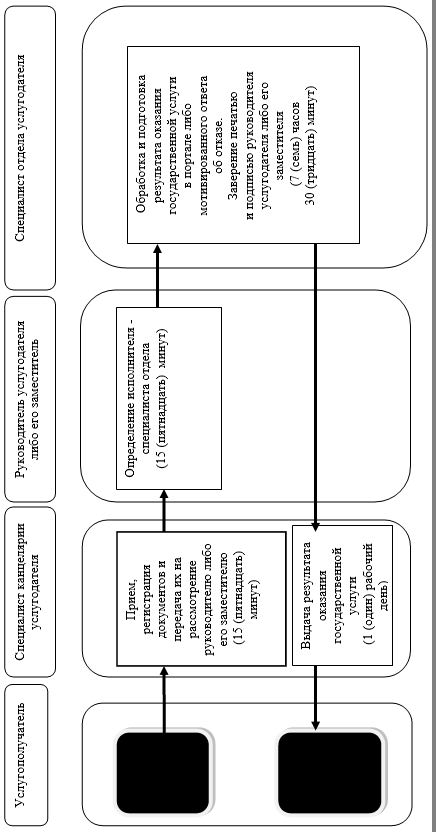 Услугополучатель
Специалист канцелярии
услугодателя
Руководитель услугодателя
либо его заместитель
Специалист отдела услугодателя
Прием,
регистрация
документов и
передача их на
рассмотрение
руководителю либо
его заместителю
(15 (пятнадцать)
минут)
Определение исполнителя -
специалиста отдела
(15 (пятнадцать) минут)
Обработка и подготовка
результата оказания
государственной услуги
в портале либо
мотивированного ответа
об отказе.
Заверение печатью
и подписью руководителя
услугодателя либо его
заместителя
(7 (семь) часов
30 (тридцать) минут)
Выдача результата
оказания
государственной
услуги
(1 (один) рабочий
день)